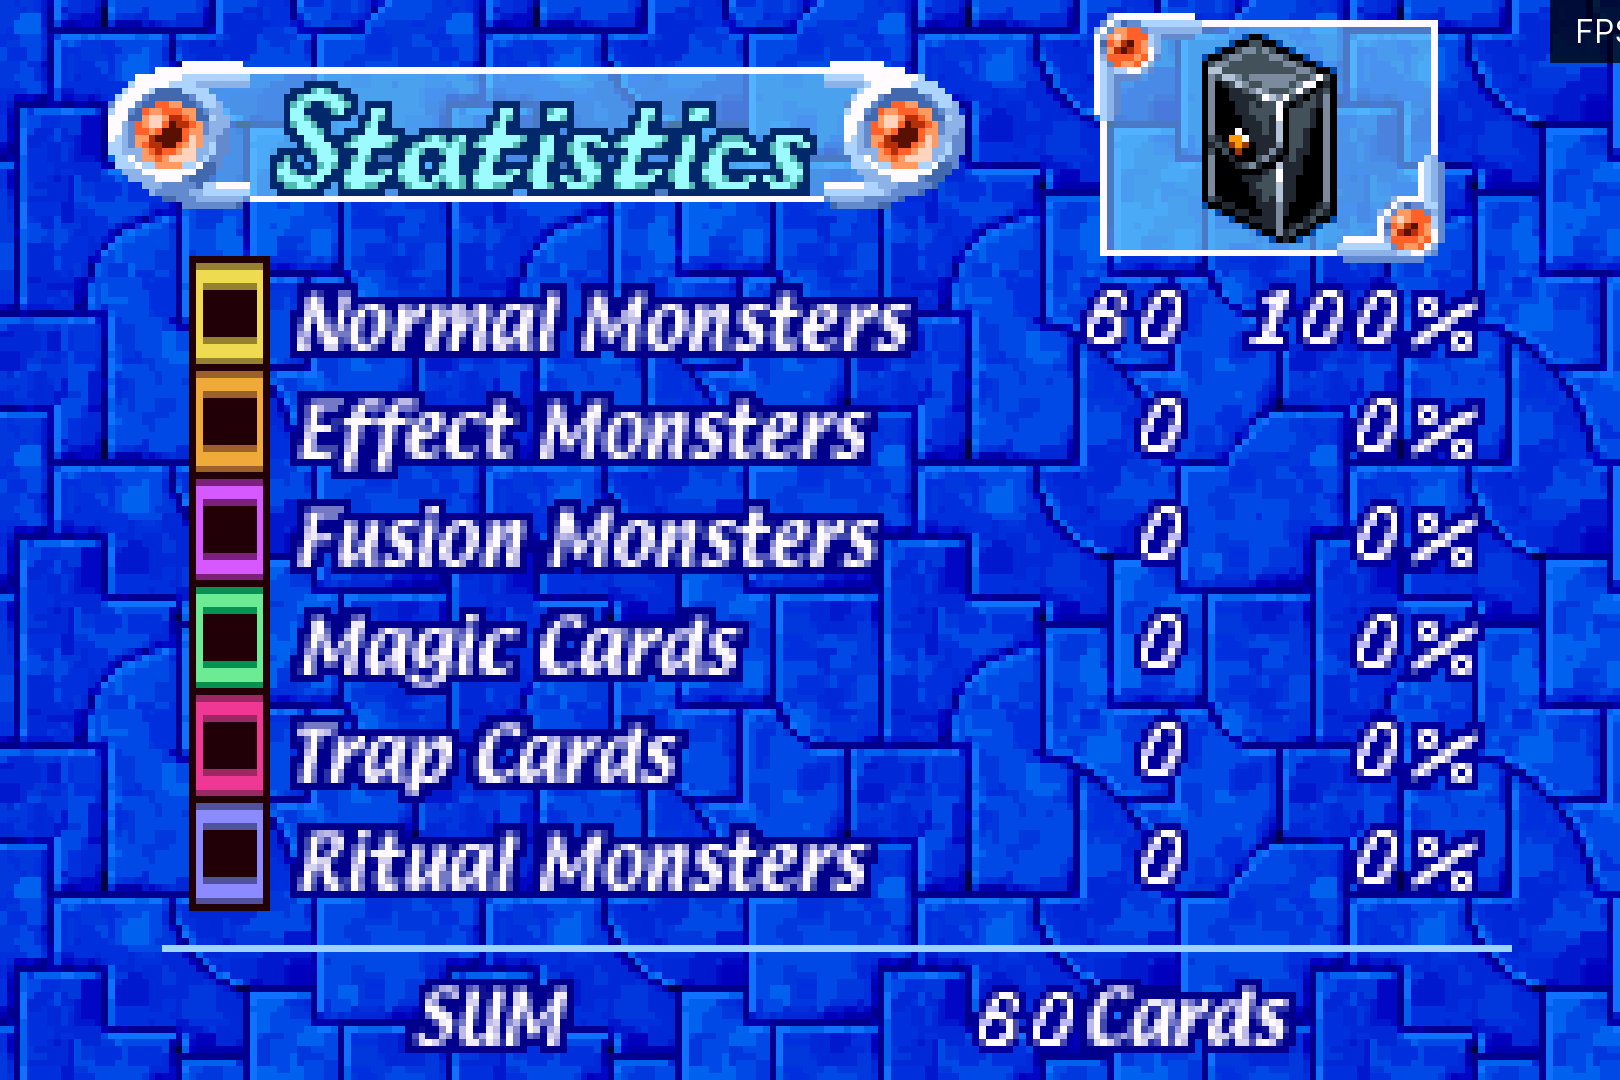 FPS
Statistics
Normal Monsters 60 100%
Effect Monsters 0 0%
Fusion Monsters 0 0%
Magic Cards 0 0%
Trap Cards 0 0%
Ritual Monsters 0 0%
SUM 60 Cards